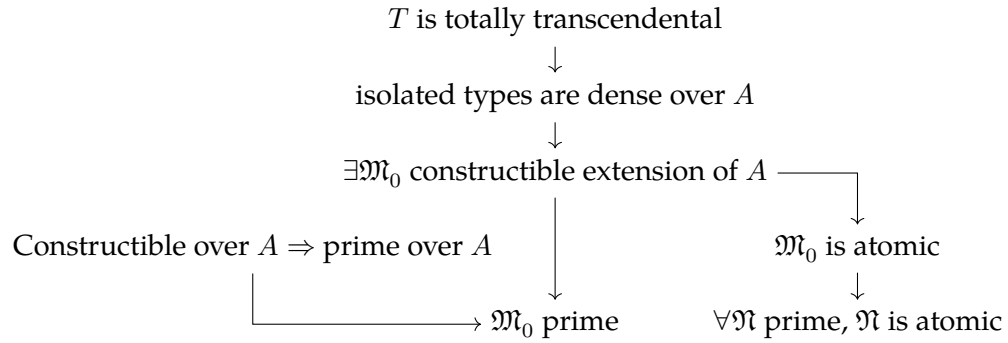 T is totally transcendental
isolated types are dense over A
∃𝔐₀ constructible extension of A
Constructible over A ⇒ prime over A
𝔐₀ is atomic
𝔐₀ prime
∀𝔑 prime, 𝔑 is atomic